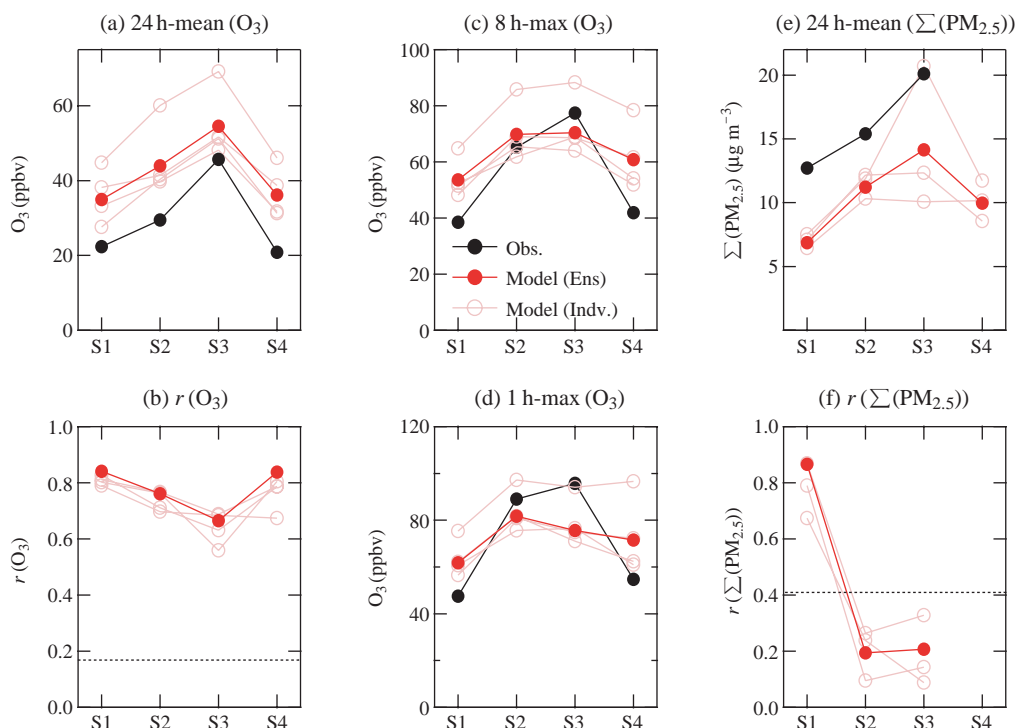 (a) 24 h-mean (O3)
60
40
20
0
O3 (ppbv)
S1 S2 S3 S4
(c) 8 h-max (O3)
100
80
60
40
20
0
O3 (ppbv)
Obs.
Model (Ens)
Model (Indv.)
S1 S2 S3 S4
(e) 24 h-mean (∑(PM2.5))
20
15
10
5
∑(PM2.5) (μg m−3)
S1 S2 S3 S4
(b) r (O3)
1.0
0.8
0.6
0.4
0.2
0.0
r (O3)
S1 S2 S3 S4
(d) 1 h-max (O3)
120
80
40
0
O3 (ppbv)
S1 S2 S3 S4
(f) r (∑(PM2.5))
1.0
0.8
0.6
0.4
0.2
0.0
r (∑(PM2.5))
S1 S2 S3 S4